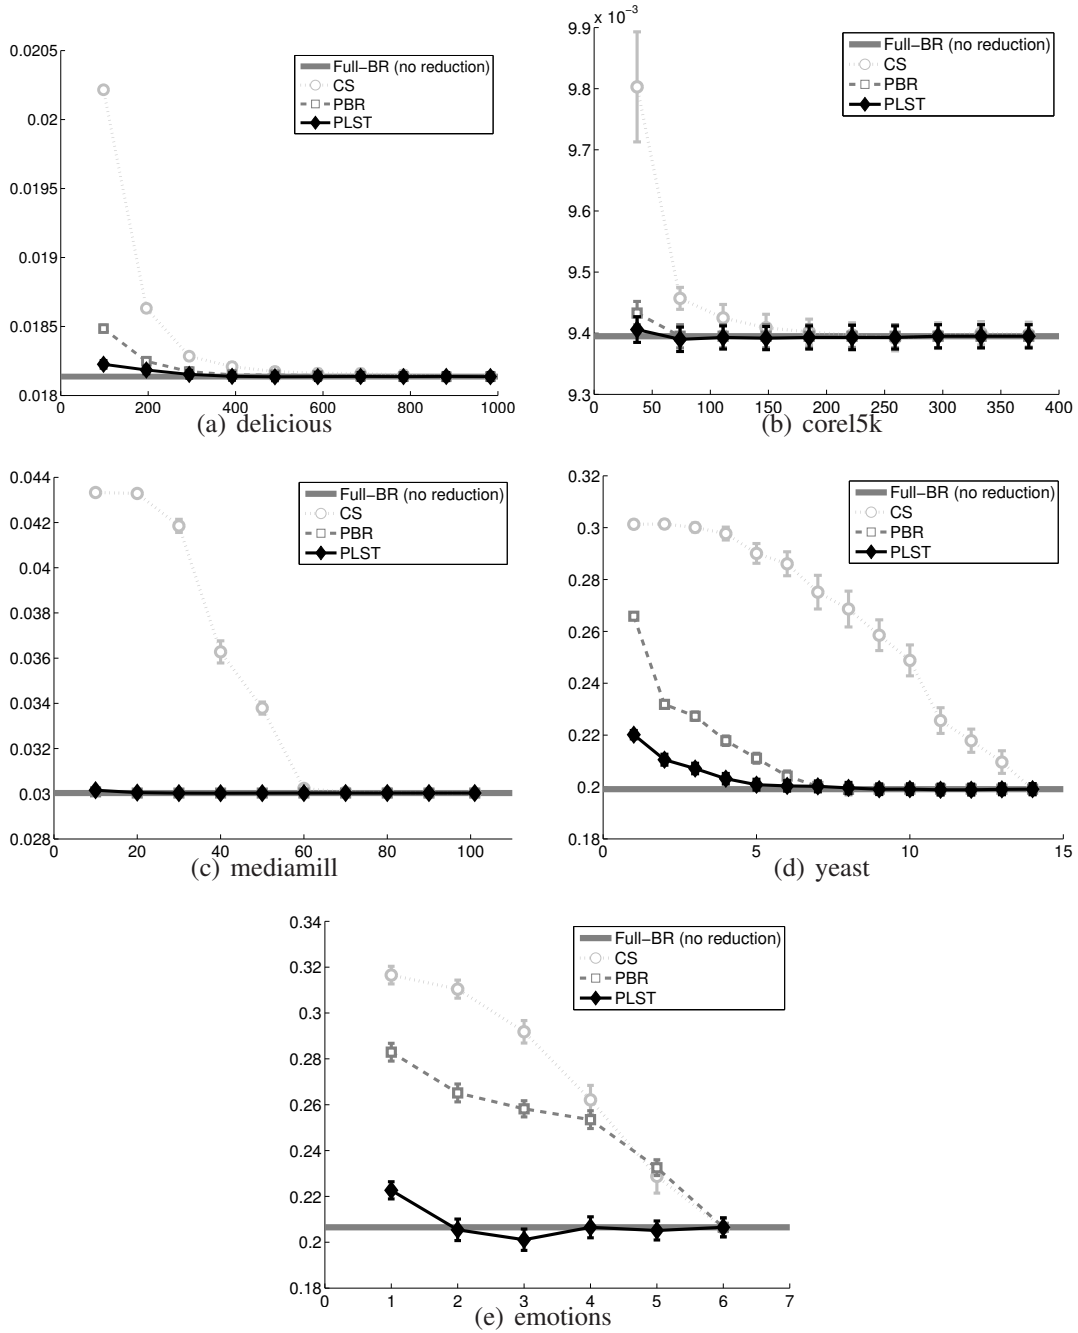 0.0205
0.02
0.0195
0.019
0.0185
0.018
0 200 400 600 800 1000
Full−BR (no reduction)
CS
PBR
PLST
(a) delicious
x 10⁻³
9.9
9.8
9.7
9.6
9.5
9.4
9.3
0 50 100 150 200 250 300 350 400
Full−BR (no reduction)
CS
PBR
PLST
(b) corel5k
0.044
0.042
0.04
0.038
0.036
0.034
0.032
0.03
0.028
0 20 40 60 80 100
Full−BR (no reduction)
CS
PBR
PLST
(c) mediamill
0.32
0.3
0.28
0.26
0.24
0.22
0.2
0.18
0 5 10 15
Full−BR (no reduction)
CS
PBR
PLST
(d) yeast
0.34
0.32
0.3
0.28
0.26
0.24
0.22
0.2
0.18
0 1 2 3 4 5 6 7
Full−BR (no reduction)
CS
PBR
PLST
(e) emotions